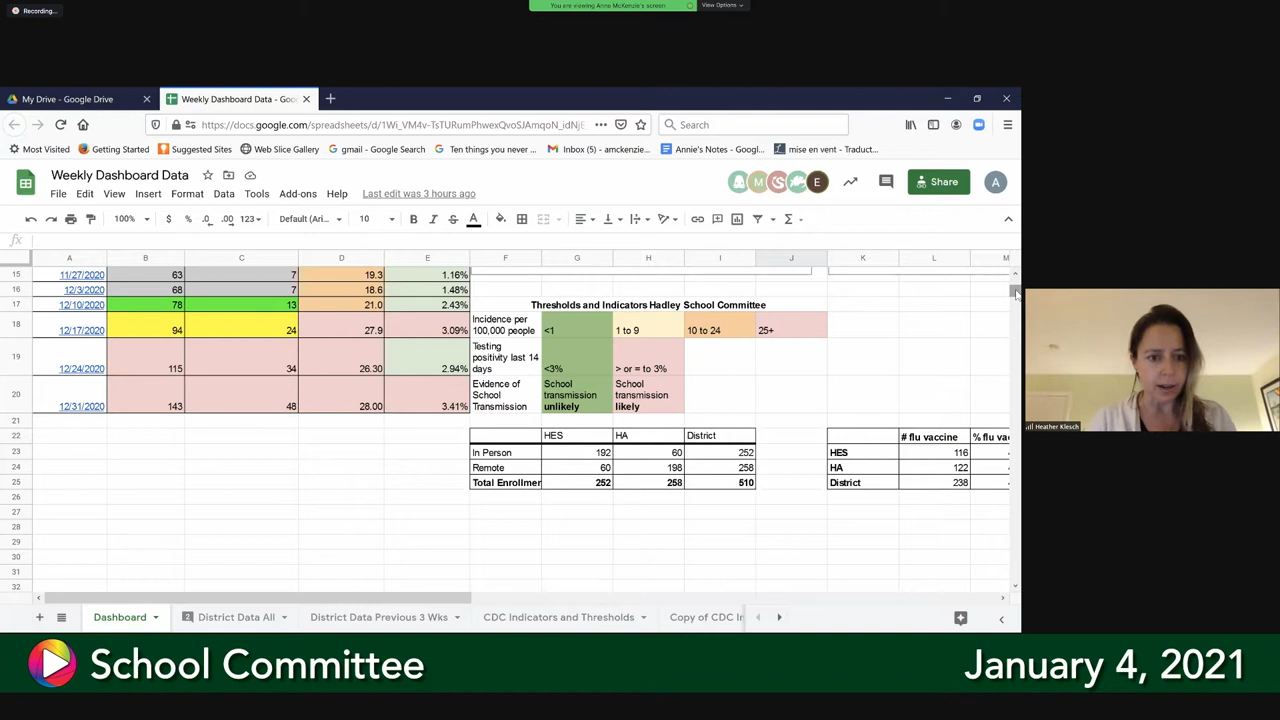 Recording...
You are viewing Anne McKenzie's screen
View Options
My Drive - Google Drive
Weekly Dashboard Data - Goo
Search
Most Visited
Getting Started
Suggested Sites
Web Slice Gallery
gmail - Google Search
Ten things you never ...
Inbox (5) - amckenzie...
Annie's Notes - Googl...
mise en vent - Traduct...
Weekly Dashboard Data
File Edit View Insert Format Data Tools Add-ons Help Last edit was 3 hours ago
M E Share A
100% $ % .0 .00 123 Default (Ari... 10 B I S A
fx
A B C D E F G H I J K L M
15 11/27/2020 63 7 19.3 1.16%
16 12/3/2020 68 7 18.6 1.48%
17 12/10/2020 78 13 21.0 2.43% Thresholds and Indicators Hadley School Committee
18 12/17/2020 94 24 27.9 3.09% Incidence per 100,000 people <1 1 to 9 10 to 24 25+
19 12/24/2020 115 34 26.30 2.94% Testing positivity last 14 days <3% > or = to 3%
20 12/31/2020 143 48 28.00 3.41% Evidence of School Transmission School transmission unlikely School transmission likely
21
22 HES HA District # flu vaccine % flu va
23 In Person 192 60 252 HES 116
24 Remote 60 198 258 HA 122
25 Total Enrollmer 252 258 510 District 238
26
27
28
29
30
31
32
Dashboard District Data All District Data Previous 3 Wks CDC Indicators and Thresholds Copy of CDC In
Heather Klesch
School Committee
January 4, 2021